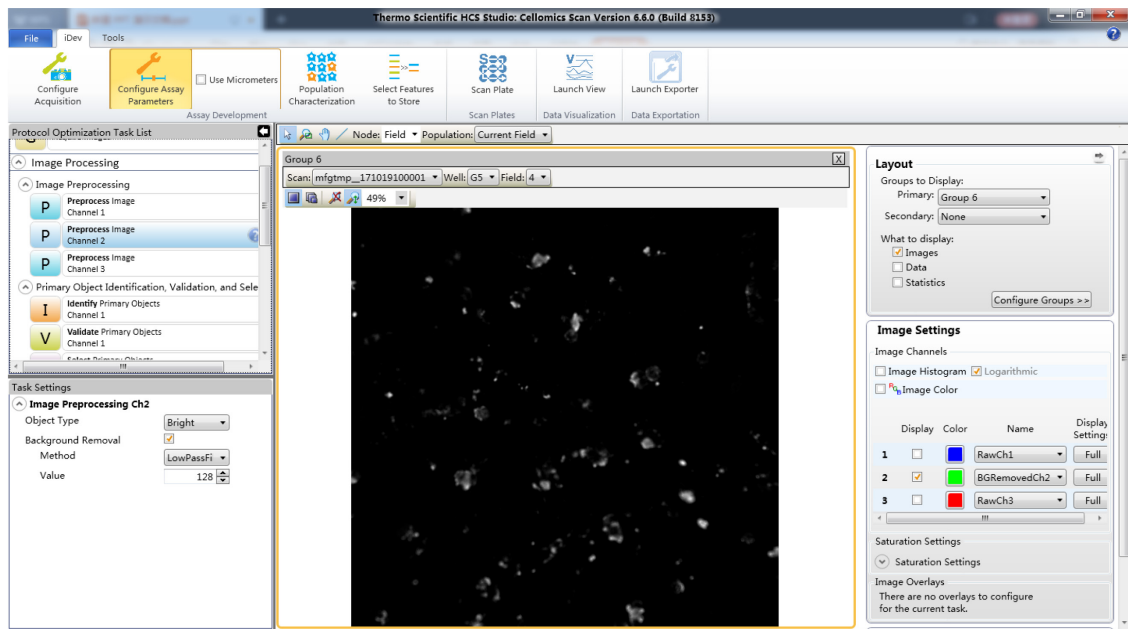 Thermo Scientific HCS Studio: Cellomics Scan Version 6.6.0 (Build 8153)
File iDev Tools
Configure Acquisition
Configure Assay Parameters
Use Micrometers
Population Characterization
Select Features to Store
Scan Plate
Launch View
Launch Exporter
Assay Development Scan Plates Data Visualization Data Exportation
Protocol Optimization Task List
Node: Field Population: Current Field
Image Processing
Image Preprocessing
P Preprocess Image
Channel 1
P Preprocess Image
Channel 2
P Preprocess Image
Channel 3
Primary Object Identification, Validation, and Sele
I Identify Primary Objects
Channel 1
V Validate Primary Objects
Channel 1
Task Settings
Image Preprocessing Ch2
Object Type Bright
Background Removal
Method LowPassFi
Value 128
Group 6 X
Scan: mfgtmp_171019100001 Well: G5 Field: 4
49%
Layout
Groups to Display:
Primary: Group 6
Secondary: None
What to display:
Images
Data
Statistics
Configure Groups >>
Image Settings
Image Channels
Image Histogram Logarithmic
RGB Image Color
Display Color Name Display Settings
1 RawCh1 Full
2 BGRemovedCh2 Full
3 RawCh3 Full
Saturation Settings
Saturation Settings
Image Overlays
There are no overlays to configure
for the current task.